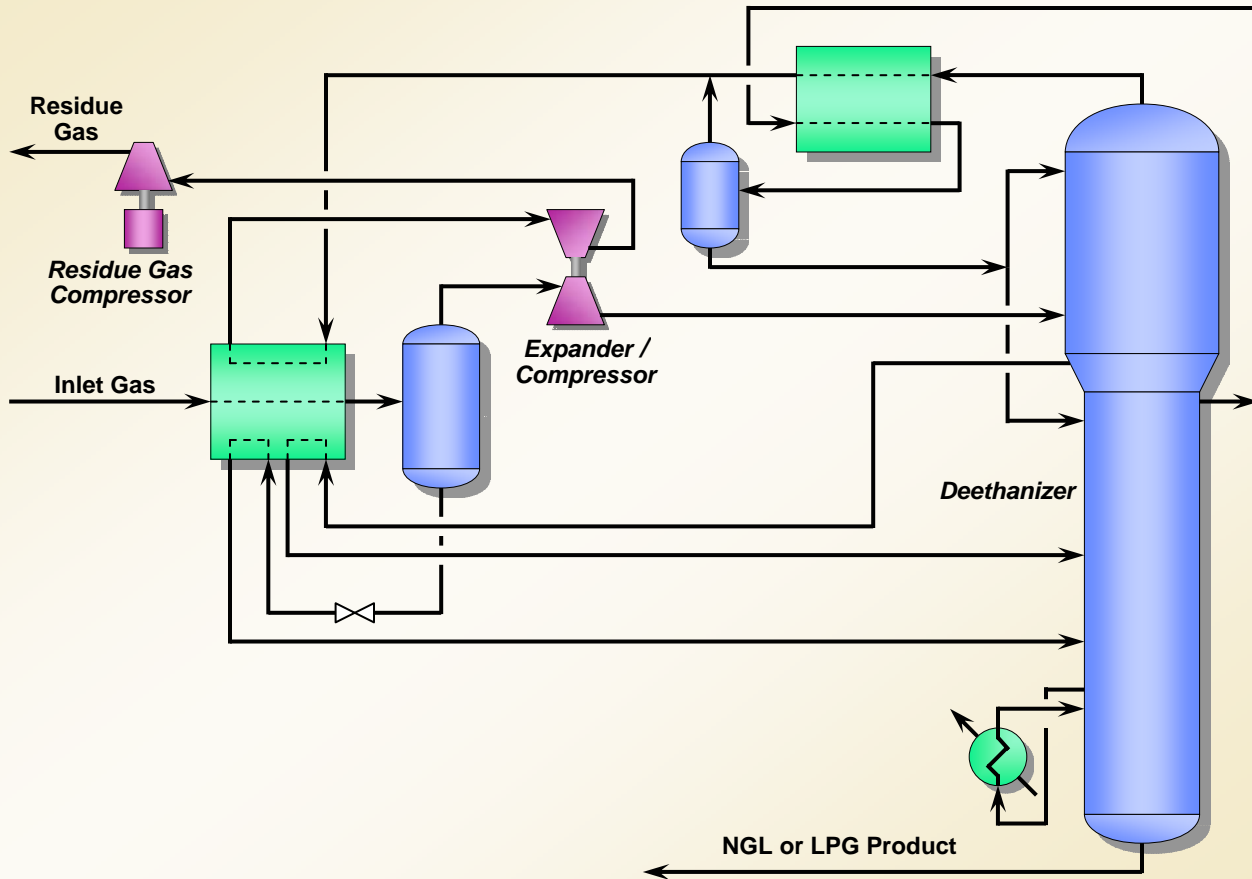 Residue
Gas
Residue Gas
Compressor
Expander /
Compressor
Inlet Gas
Deethanizer
NGL or LPG Product